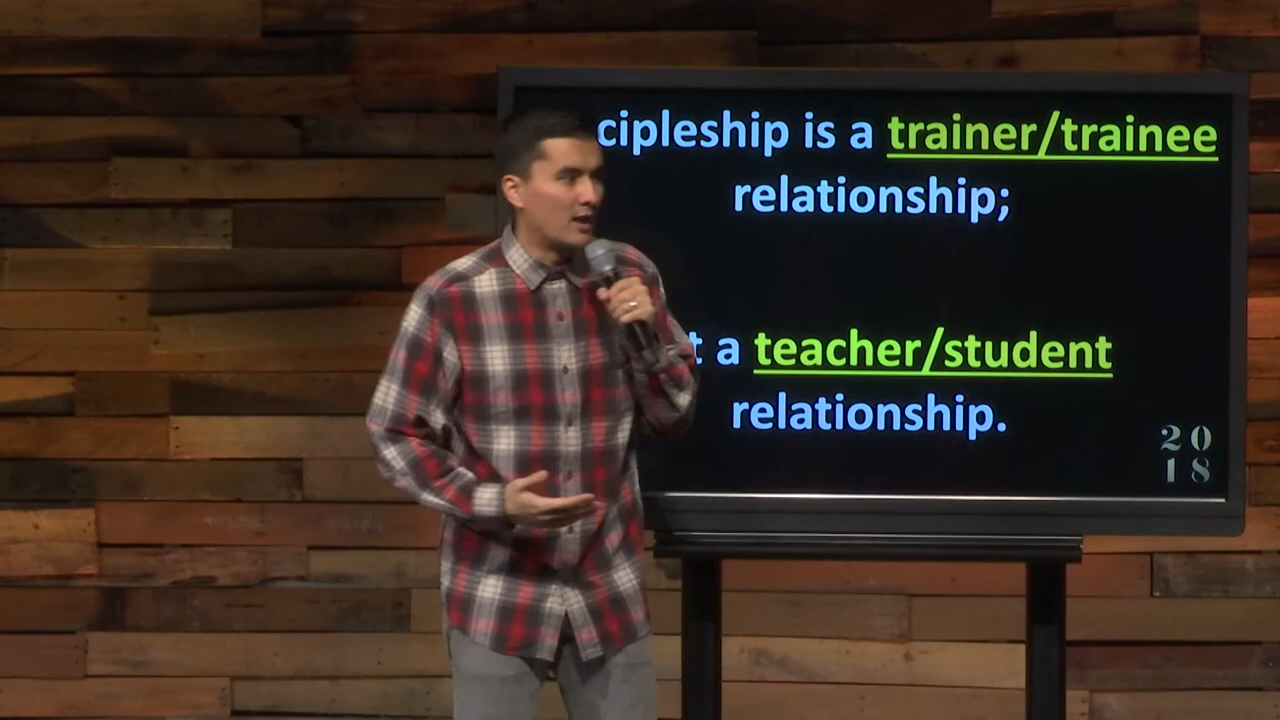 cipleship is a trainer/trainee
relationship;
t a teacher/student
relationship.
20
18